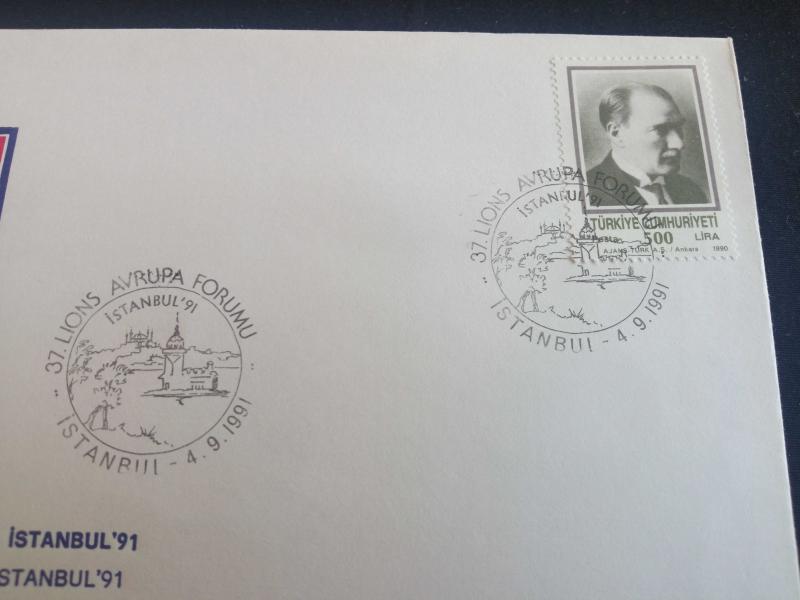 TÜRKİYE CUMHURİYETİ
Posta 500 LİRA
AJANS-TÜRK A.Ş. / Ankara 1990
37. LIONS AVRUPA FORUMU
İSTANBUL'91
İSTANBUL - 4.9.1991
37. LIONS AVRUPA FORUMU
İSTANBUL'91
İSTANBUL - 4.9.1991
İSTANBUL'91
STANBUL'91